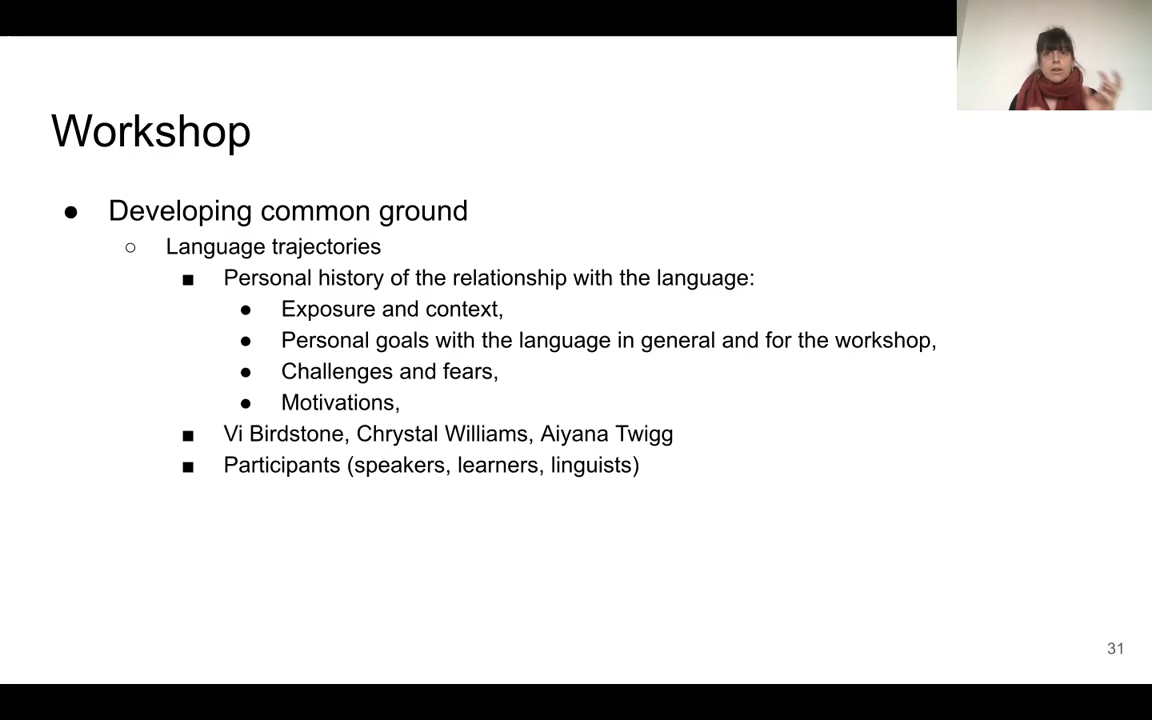 Workshop
● Developing common ground
○ Language trajectories
■ Personal history of the relationship with the language:
● Exposure and context,
● Personal goals with the language in general and for the workshop,
● Challenges and fears,
● Motivations,
■ Vi Birdstone, Chrystal Williams, Aiyana Twigg
■ Participants (speakers, learners, linguists)
31